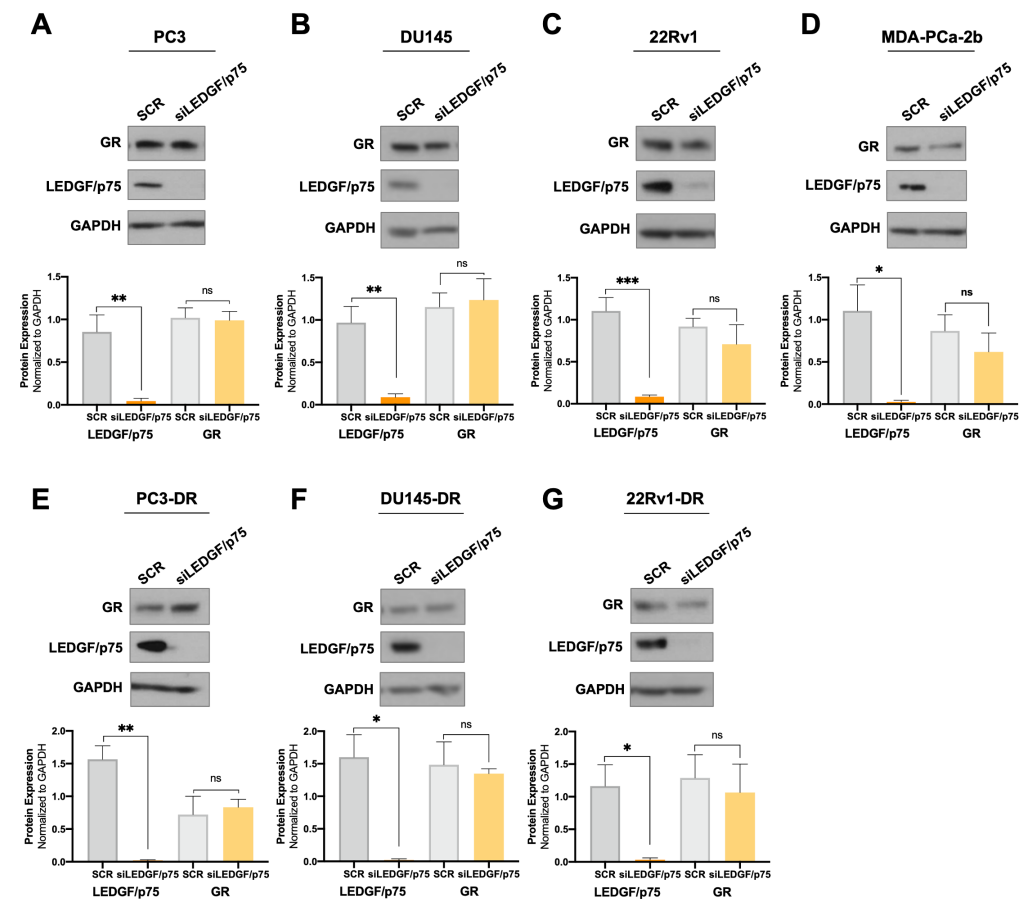 A
PC3
SCR
siLEDGF/p75
GR
LEDGF/p75
GAPDH
Protein Expression
Normalized to GAPDH
1.5
1.0
0.5
0.0
**
ns
SCR siLEDGF/p75 SCR siLEDGF/p75
LEDGF/p75 GR
B
DU145
SCR
siLEDGF/p75
GR
LEDGF/p75
GAPDH
Protein Expression
Normalized to GAPDH
1.5
1.0
0.5
0.0
**
ns
SCR siLEDGF/p75 SCR siLEDGF/p75
LEDGF/p75 GR
C
22Rv1
SCR
siLEDGF/p75
GR
LEDGF/p75
GAPDH
Protein Expression
Normalized to GAPDH
1.5
1.0
0.5
0.0
***
ns
SCR siLEDGF/p75 SCR siLEDGF/p75
LEDGF/p75 GR
D
MDA-PCa-2b
SCR
siLEDGF/p75
GR
LEDGF/p75
GAPDH
Protein Expression
Normalized to GAPDH
1.5
1.0
0.5
0.0
*
ns
SCR siLEDGF/p75 SCR siLEDGF/p75
LEDGF/p75 GR
E
PC3-DR
SCR
siLEDGF/p75
GR
LEDGF/p75
GAPDH
Protein Expression
Normalized to GAPDH
2.0
1.5
1.0
0.5
0.0
**
ns
SCR siLEDGF/p75 SCR siLEDGF/p75
LEDGF/p75 GR
F
DU145-DR
SCR
siLEDGF/p75
GR
LEDGF/p75
GAPDH
Protein Expression
Normalized to GAPDH
2.0
1.5
1.0
0.5
0.0
*
ns
SCR siLEDGF/p75 SCR siLEDGF/p75
LEDGF/p75 GR
G
22Rv1-DR
SCR
siLEDGF/p75
GR
LEDGF/p75
GAPDH
Protein Expression
Normalized to GAPDH
2.0
1.5
1.0
0.5
0.0
*
ns
SCR siLEDGF/p75 SCR siLEDGF/p75
LEDGF/p75 GR